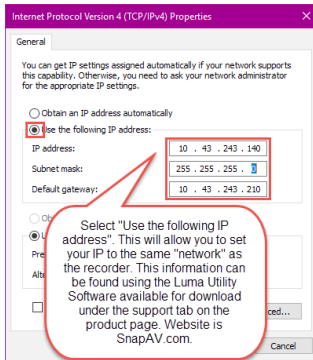 Internet Protocol Version 4 (TCP/IPv4) Properties
General
You can get IP settings assigned automatically if your network supports
this capability. Otherwise, you need to ask your network administrator
for the appropriate IP settings.
Obtain an IP address automatically
Use the following IP address:
IP address: 10 . 43 . 243 . 140
Subnet mask: 255 . 255 . 255 . 0
Default gateway: 10 . 43 . 243 . 210
Select "Use the following IP
address". This will allow you to set
your IP to the same "network" as
the recorder. This information can
be found using the Luma Utility
Software available for download
under the support tab on the
product page. Website is
SnapAV.com.
Cancel